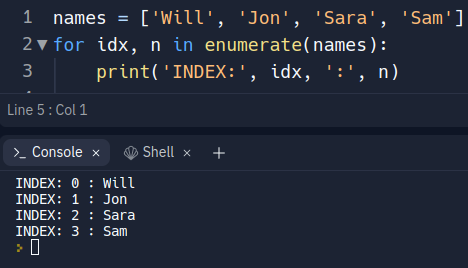 1 names = ['Will', 'Jon', 'Sara', 'Sam']
2 for idx, n in enumerate(names):
3     print('INDEX:', idx, ':', n)
Line 5 : Col 1
>_ Console × Shell × +
INDEX: 0 : Will
INDEX: 1 : Jon
INDEX: 2 : Sara
INDEX: 3 : Sam
>